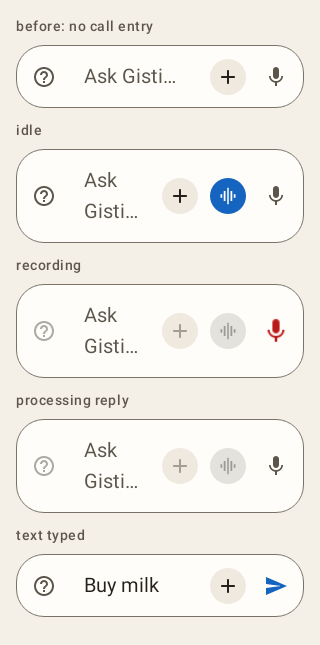 before: no call entry
Ask Gisti…
idle
Ask
Gisti…
recording
Ask
Gisti…
processing reply
Ask
Gisti…
text typed
Buy milk